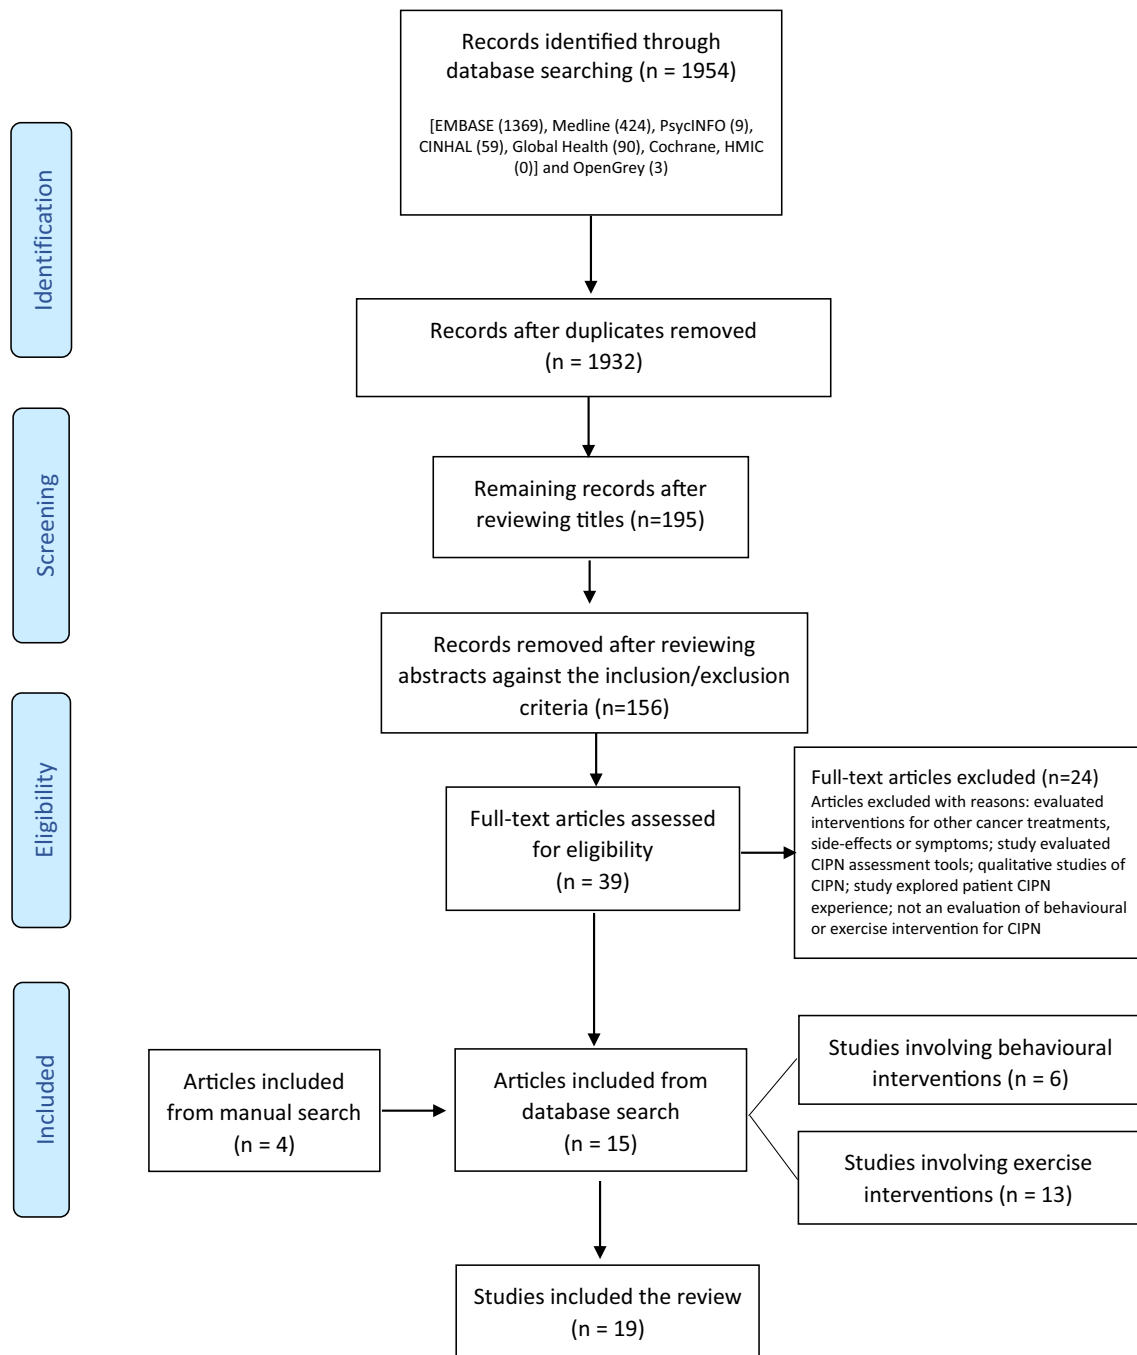 Records identified through
database searching (n = 1954)
[EMBASE (1369), Medline (424), PsycINFO (9),
CINHAL (59), Global Health (90), Cochrane, HMIC
(0)] and OpenGrey (3)
Identification
Records after duplicates removed
(n = 1932)
Screening
Remaining records after
reviewing titles (n=195)
Records removed after reviewing
abstracts against the inclusion/exclusion
criteria (n=156)
Eligibility
Full-text articles assessed
for eligibility
(n = 39)
Full-text articles excluded (n=24)
Articles excluded with reasons: evaluated
interventions for other cancer treatments,
side-effects or symptoms; study evaluated
CIPN assessment tools; qualitative studies of
CIPN; study explored patient CIPN
experience; not an evaluation of behavioural
or exercise intervention for CIPN
Included
Articles included
from manual search
(n = 4)
Articles included from
database search
(n = 15)
Studies involving behavioural
interventions (n = 6)
Studies involving exercise
interventions (n = 13)
Studies included the review
(n = 19)